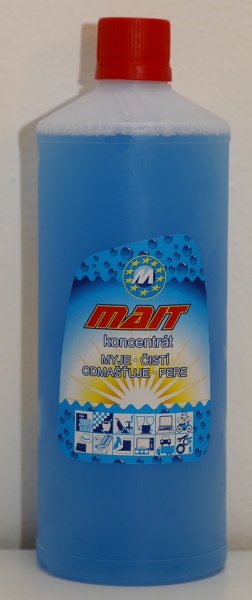 M
MAIT
koncentrát
MYJE · ČISTÍ
ODMAŠŤUJE · PERE